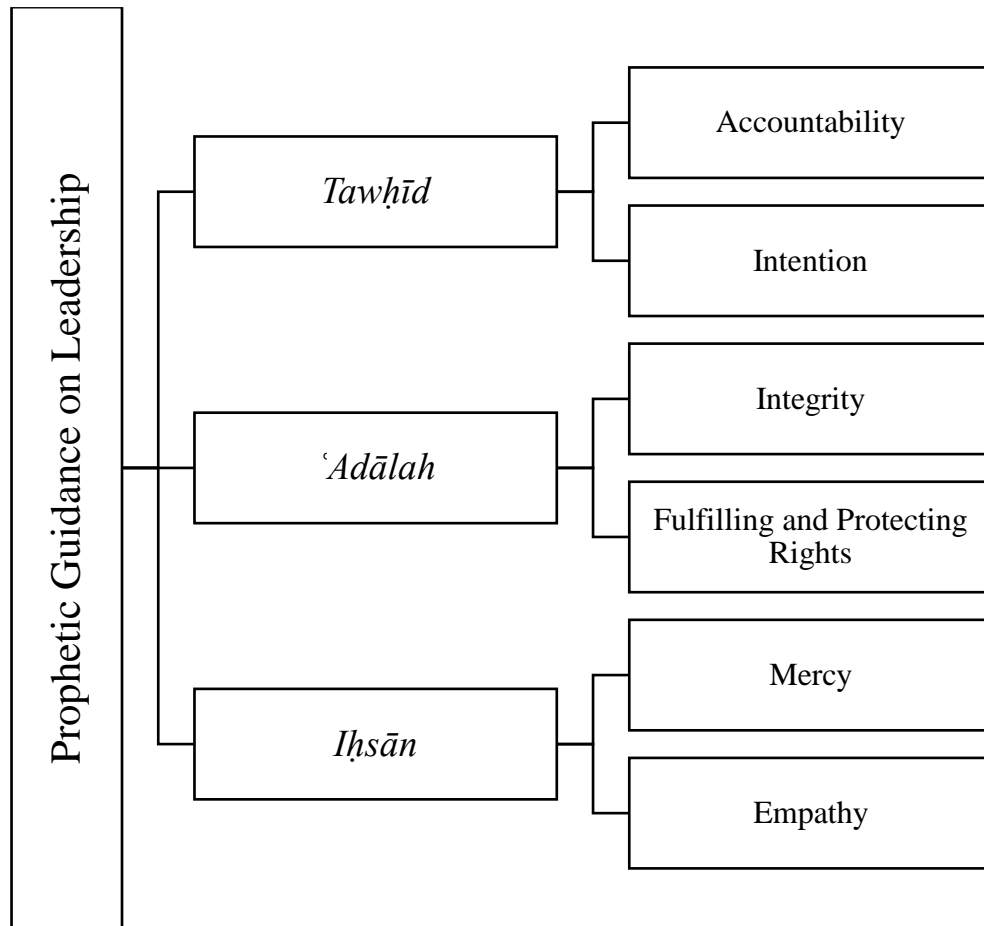 Prophetic Guidance on Leadership
Tawḥīd
Accountability
Intention
ʿAdālah
Integrity
Fulfilling and Protecting
Rights
Iḥsān
Mercy
Empathy